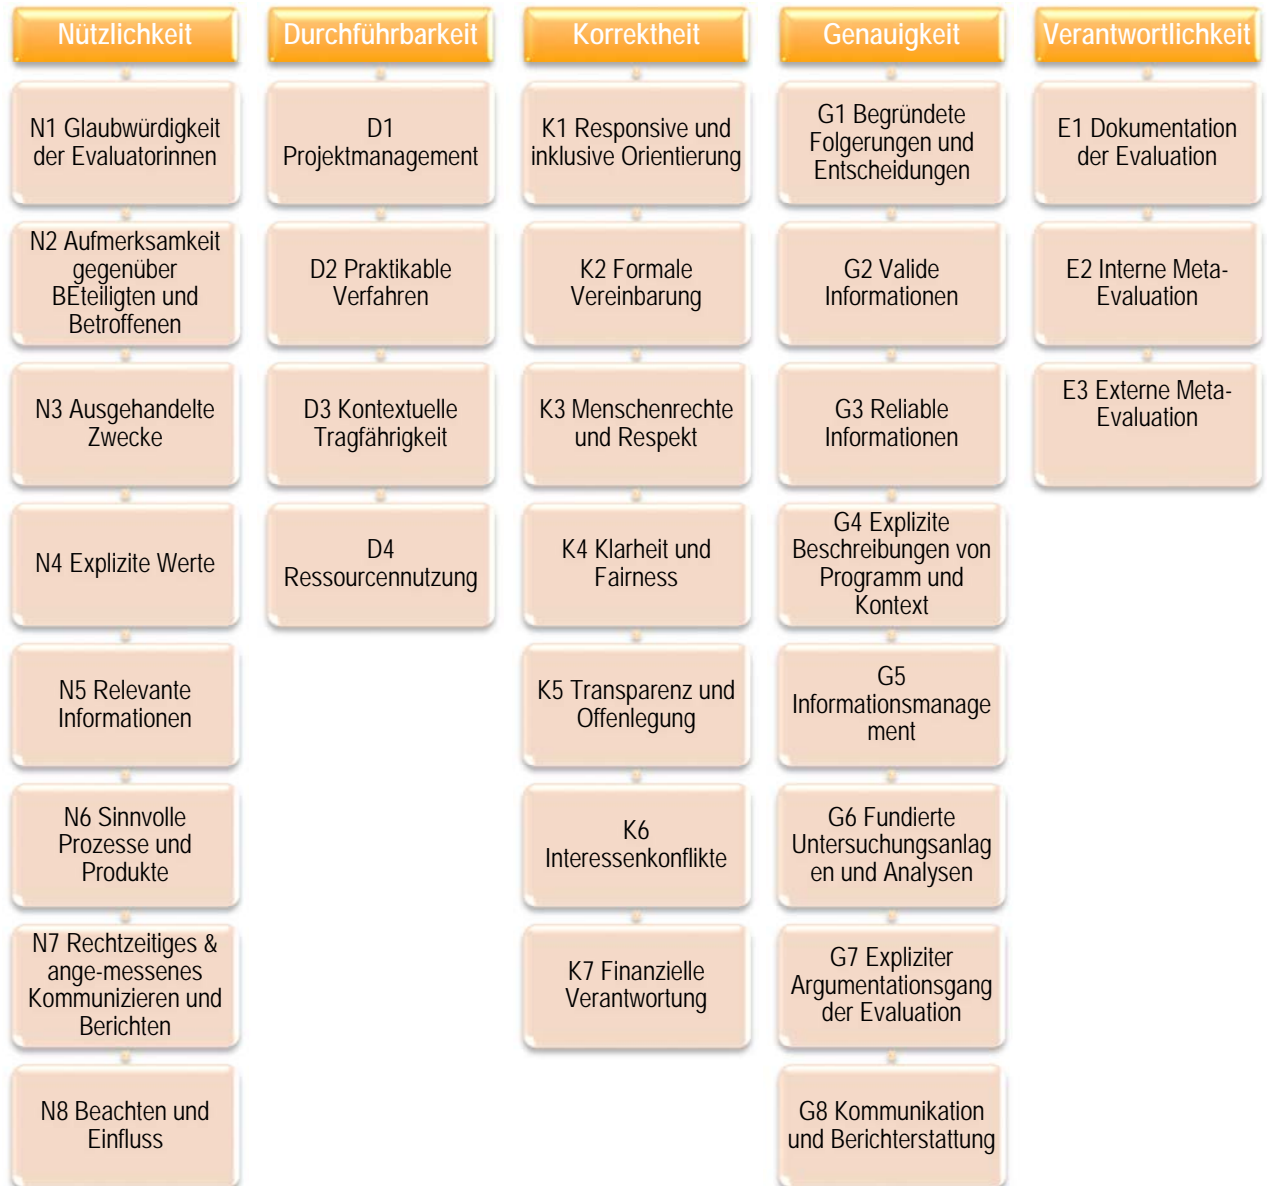 Nützlichkeit
N1 Glaubwürdigkeit
der Evaluatorinnen
N2 Aufmerksamkeit
gegenüber
BEteiligten und
Betroffenen
N3 Ausgehandelte
Zwecke
N4 Explizite Werte
N5 Relevante
Informationen
N6 Sinnvolle
Prozesse und
Produkte
N7 Rechtzeitiges &
ange-messenes
Kommunizieren und
Berichten
N8 Beachten und
Einfluss
Durchführbarkeit
D1
Projektmanagement
D2 Praktikable
Verfahren
D3 Kontextuelle
Tragfährigkeit
D4
Ressourcennutzung
Korrektheit
K1 Responsive und
inklusive Orientierung
K2 Formale
Vereinbarung
K3 Menschenrechte
und Respekt
K4 Klarheit und
Fairness
K5 Transparenz und
Offenlegung
K6
Interessenkonflikte
K7 Finanzielle
Verantwortung
Genauigkeit
G1 Begründete
Folgerungen und
Entscheidungen
G2 Valide
Informationen
G3 Reliable
Informationen
G4 Explizite
Beschreibungen von
Programm und
Kontext
G5
Informationsmanage
ment
G6 Fundierte
Untersuchungsanlag
en und Analysen
G7 Expliziter
Argumentationsgang
der Evaluation
G8 Kommunikation
und Berichterstattung
Verantwortlichkeit
E1 Dokumentation
der Evaluation
E2 Interne Meta-
Evaluation
E3 Externe Meta-
Evaluation